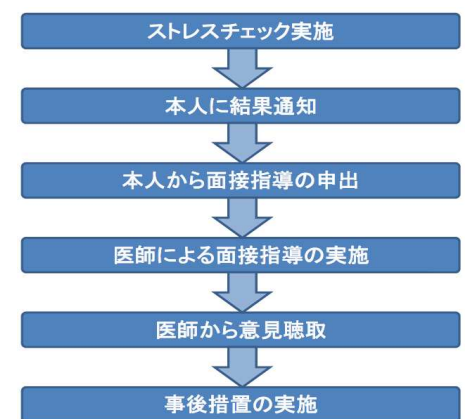 ストレスチェック実施
本人に結果通知
本人から面接指導の申出
医師による面接指導の実施
医師から意見聴取
事後措置の実施